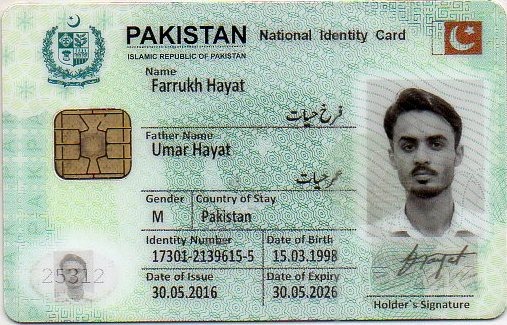 PAKISTAN National Identity Card
ISLAMIC REPUBLIC OF PAKISTAN
Name
Farrukh Hayat
فرخ حیات
Father Name
Umar Hayat
عمر حیات
Gender Country of Stay
M Pakistan
Identity Number Date of Birth
17301-2139615-5 15.03.1998
Date of Issue Date of Expiry
30.05.2016 30.05.2026
25312
Holder's Signature